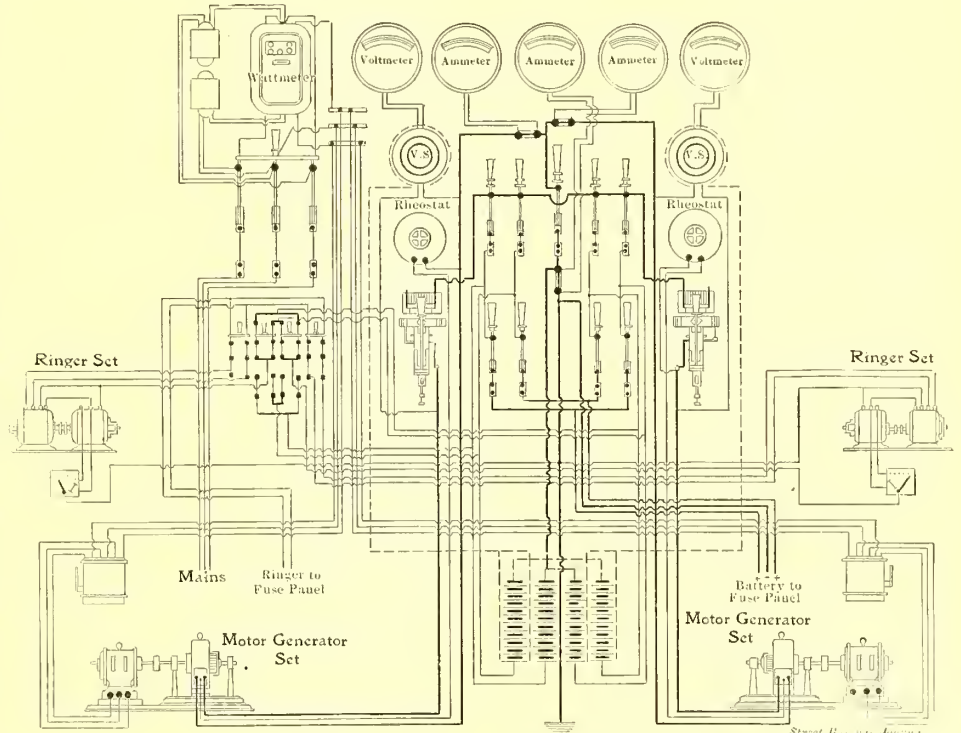 Voltmeter
Ammeter
Ammeter
Ammeter
Voltmeter
Wattmeter
V.S.
V.S.
Rheostat
Rheostat
Ringer Set
Ringer Set
Mains
Ringer to
Fuse Panel
+ - +
Battery to
Fuse Panel
Motor Generator
Set
Motor Generator
Set
Street